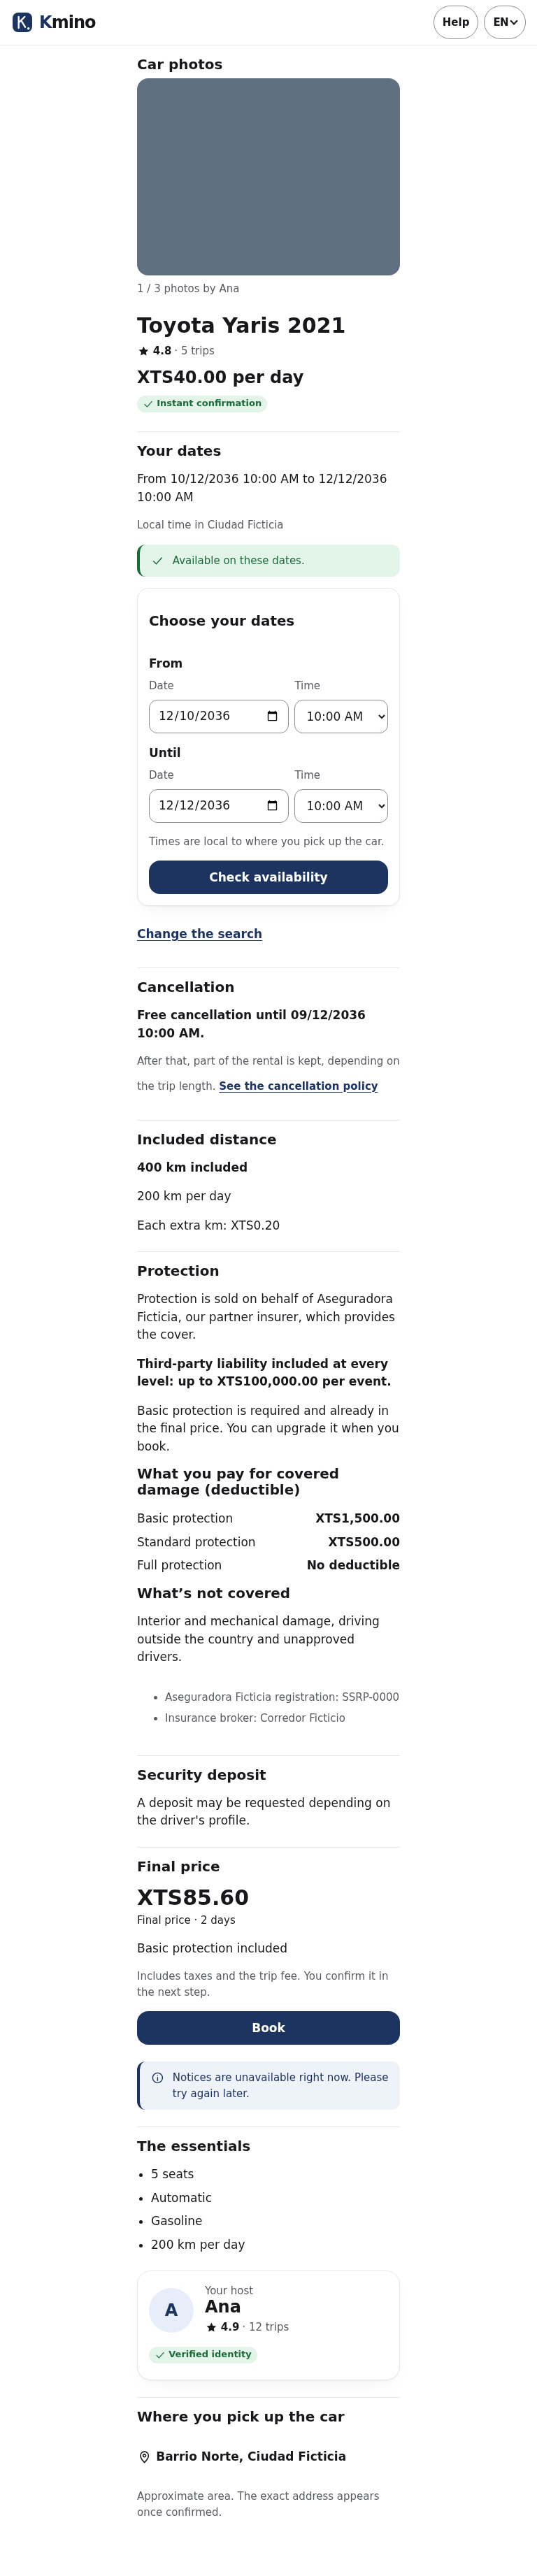 Kmino
Help
EN
Car photos
1 / 3 photos by Ana
Toyota Yaris 2021
★ 4.8 · 5 trips
XTS40.00 per day
Instant confirmation
Your dates
From 10/12/2036 10:00 AM to 12/12/2036
10:00 AM
Local time in Ciudad Ficticia
Available on these dates.
Choose your dates
From
Date
Time
12/10/2036
10:00 AM
Until
Date
Time
12/12/2036
10:00 AM
Times are local to where you pick up the car.
Check availability
Change the search
Cancellation
Free cancellation until 09/12/2036
10:00 AM.
After that, part of the rental is kept, depending on
the trip length. See the cancellation policy
Included distance
400 km included
200 km per day
Each extra km: XTS0.20
Protection
Protection is sold on behalf of Aseguradora
Ficticia, our partner insurer, which provides
the cover.
Third-party liability included at every
level: up to XTS100,000.00 per event.
Basic protection is required and already in
the final price. You can upgrade it when you
book.
What you pay for covered
damage (deductible)
Basic protection XTS1,500.00
Standard protection XTS500.00
Full protection No deductible
What’s not covered
Interior and mechanical damage, driving
outside the country and unapproved
drivers.
• Aseguradora Ficticia registration: SSRP-0000
• Insurance broker: Corredor Ficticio
Security deposit
A deposit may be requested depending on
the driver's profile.
Final price
XTS85.60
Final price · 2 days
Basic protection included
Includes taxes and the trip fee. You confirm it in
the next step.
Book
Notices are unavailable right now. Please
try again later.
The essentials
• 5 seats
• Automatic
• Gasoline
• 200 km per day
A
Your host
Ana
★ 4.9 · 12 trips
Verified identity
Where you pick up the car
Barrio Norte, Ciudad Ficticia
Approximate area. The exact address appears
once confirmed.